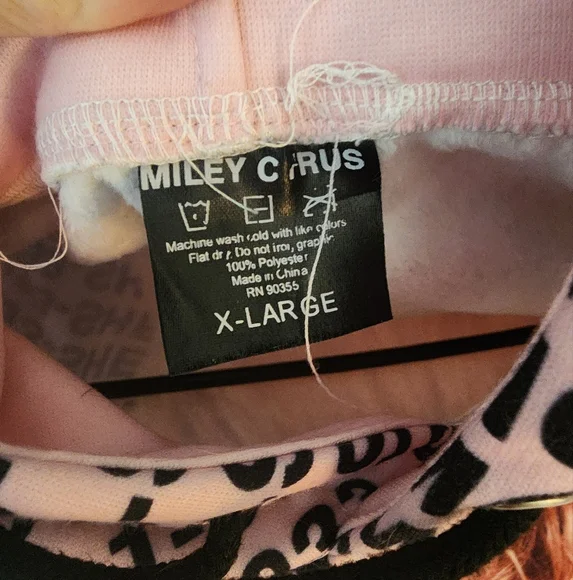 MILEY CYRUS
Machine wash cold with like colors
Flat dry. Do not iron, graphic
100% Polyester
Made in China
RN 90355
X-LARGE